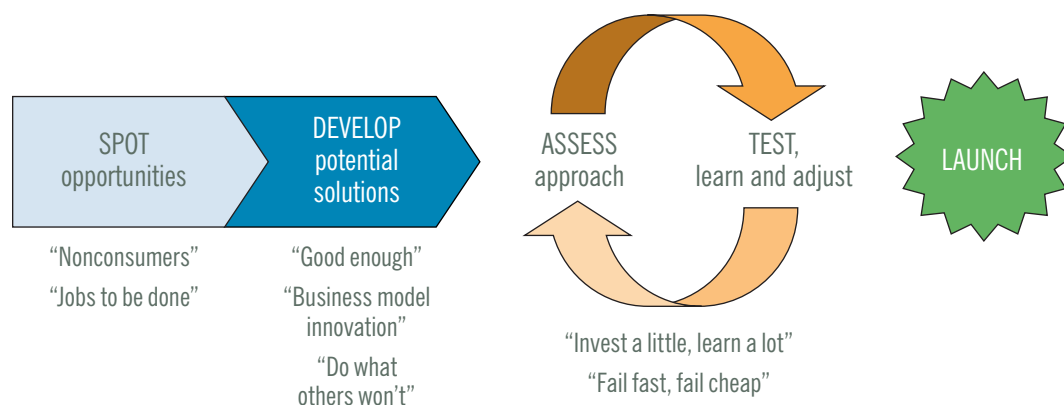 SPOT
opportunities
DEVELOP
potential
solutions
ASSESS
approach
TEST,
learn and adjust
LAUNCH
“Nonconsumers”
“Jobs to be done”
“Good enough”
“Business model
innovation”
“Do what
others won’t”
“Invest a little, learn a lot”
“Fail fast, fail cheap”